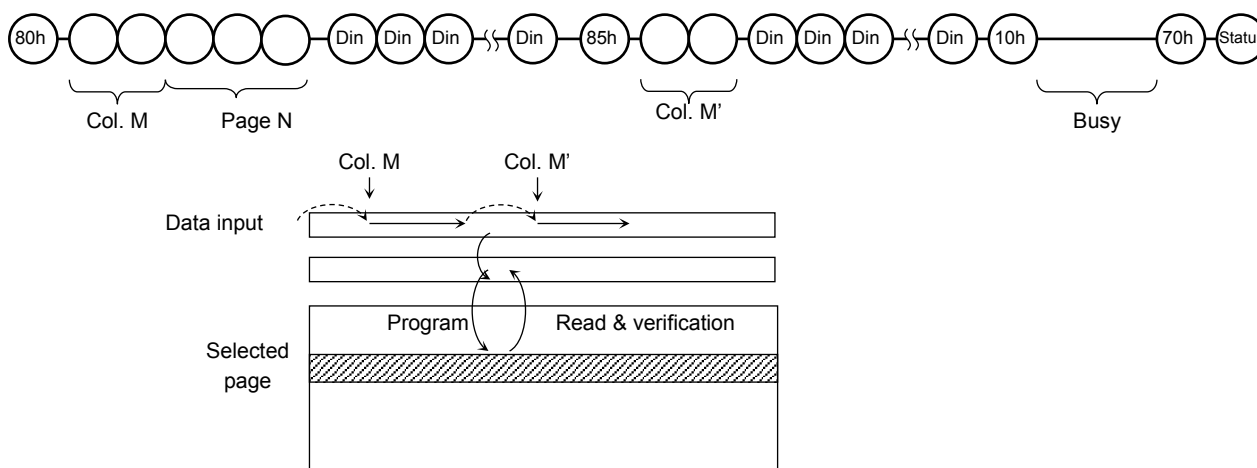 80h Din Din Din Din 85h Din Din Din Din 10h 70h Statu
Col. M Page N Col. M’ Busy
Col. M Col. M’
Data input
Program Read & verification
Selected
page